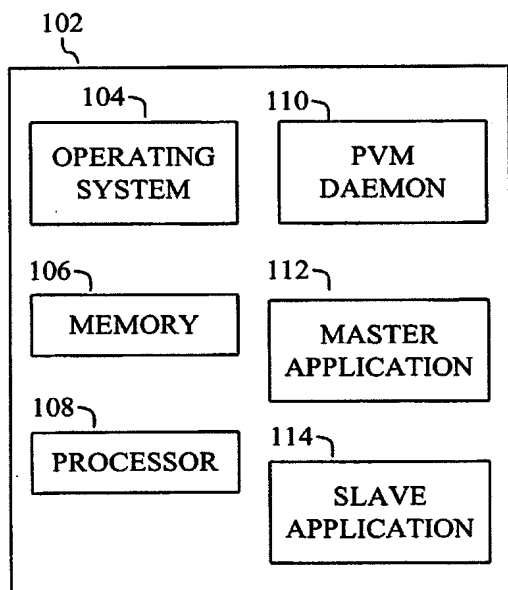 102
104
OPERATING
SYSTEM
110
PVM
DAEMON
106
MEMORY
112
MASTER
APPLICATION
108
PROCESSOR
114
SLAVE
APPLICATION